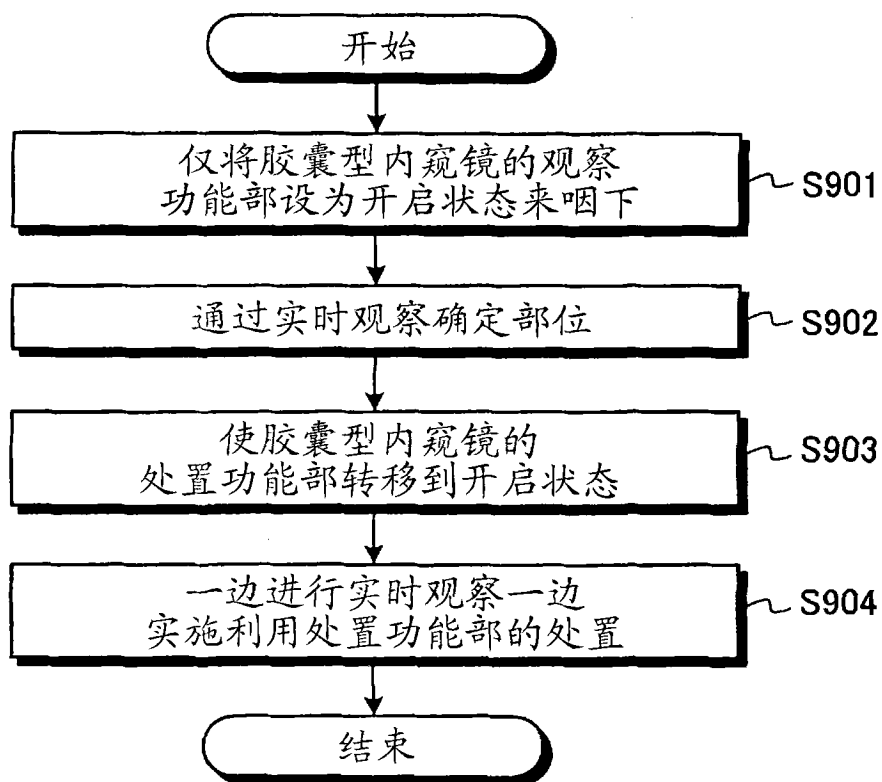 开始
仅将胶囊型内窥镜的观察
功能部设为开启状态来咽下
S901
通过实时观察确定部位
S902
使胶囊型内窥镜的
处置功能部转移到开启状态
S903
一边进行实时观察一边
实施利用处置功能部的处置
S904
结束